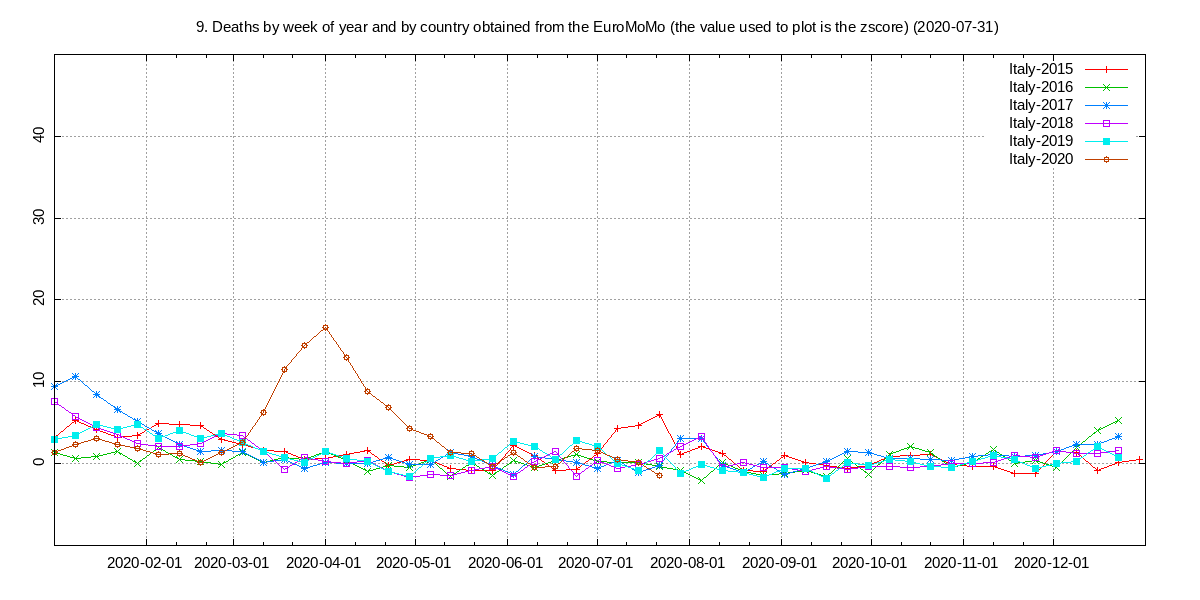 9. Deaths by week of year and by country obtained from the EuroMoMo (the value used to plot is the zscore) (2020-07-31)
Italy-2015
Italy-2016
Italy-2017
Italy-2018
Italy-2019
Italy-2020
40
30
20
10
0
2020-02-01 2020-03-01 2020-04-01 2020-05-01 2020-06-01 2020-07-01 2020-08-01 2020-09-01 2020-10-01 2020-11-01 2020-12-01